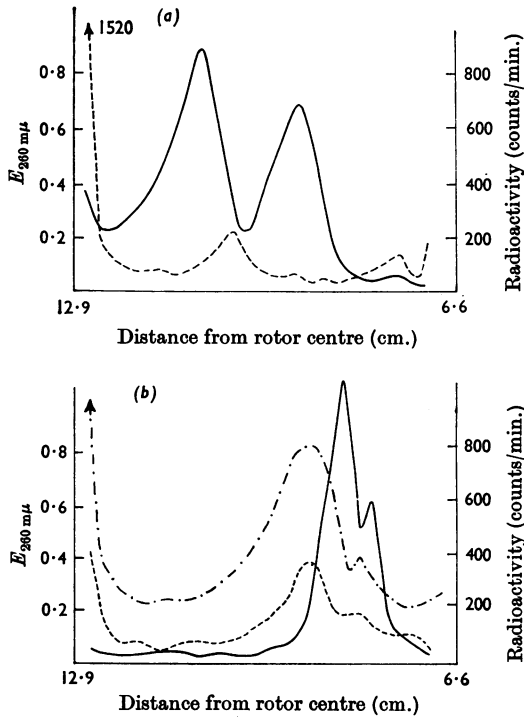 (a)
1520
0·8
0·6
0·4
0·2
E260 mμ
800
600
400
200
Radioactivity (counts/min.)
12·9
6·6
Distance from rotor centre (cm.)
(b)
0·8
0·6
0·4
0·2
E260 mμ
800
600
400
200
Radioactivity (counts/min.)
12·9
6·6
Distance from rotor centre (cm.)